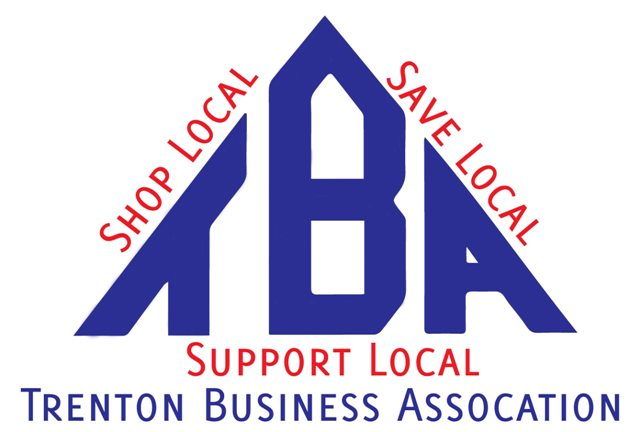 SHOP LOCAL
SAVE LOCAL
TBA
SUPPORT LOCAL
TRENTON BUSINESS ASSOCATION